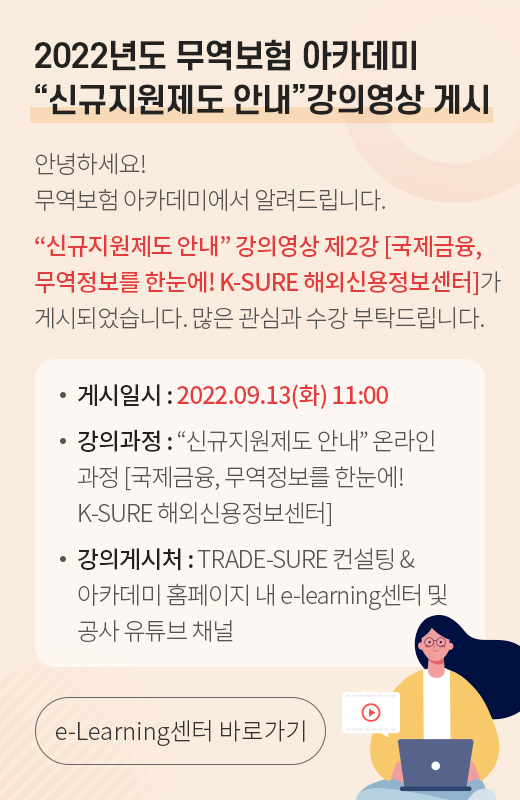 2022년도 무역보험 아카데미
“신규지원제도 안내”강의영상 게시
안녕하세요!
무역보험 아카데미에서 알려드립니다.
“신규지원제도 안내” 강의영상 제2강 [국제금융,
무역정보를 한눈에! K-SURE 해외신용정보센터]가
게시되었습니다. 많은 관심과 수강 부탁드립니다.
• 게시일시 : 2022.09.13(화) 11:00
• 강의과정 : “신규지원제도 안내” 온라인
과정 [국제금융, 무역정보를 한눈에!
K-SURE 해외신용정보센터]
• 강의게시처 : TRADE-SURE 컨설팅 &
아카데미 홈페이지 내 e-learning센터 및
공사 유튜브 채널
e-Learning센터 바로가기